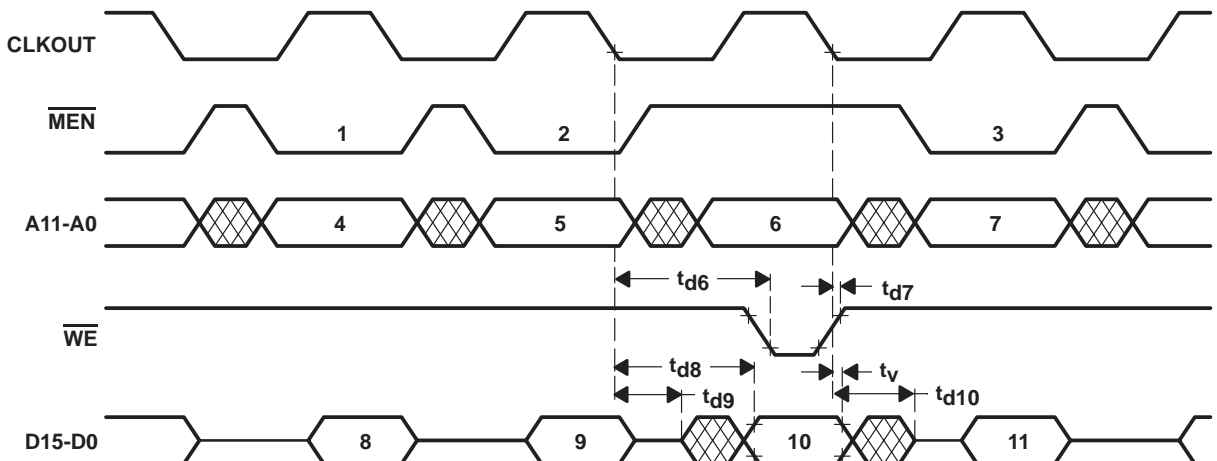 CLKOUT
MEN
1 2 3
A11-A0
4 5 6 7
td6
td7
WE
td8 tv
td9 td10
D15-D0
8 9 10 11